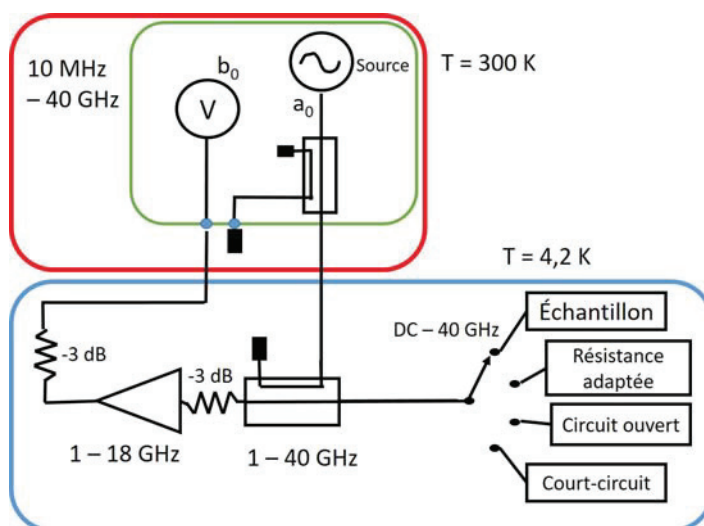 10 MHz
– 40 GHz
b₀
V
Source
a₀
T = 300 K
T = 4,2 K
-3 dB
-3 dB
1 – 18 GHz
1 – 40 GHz
DC – 40 GHz
Échantillon
Résistance
adaptée
Circuit ouvert
Court-circuit